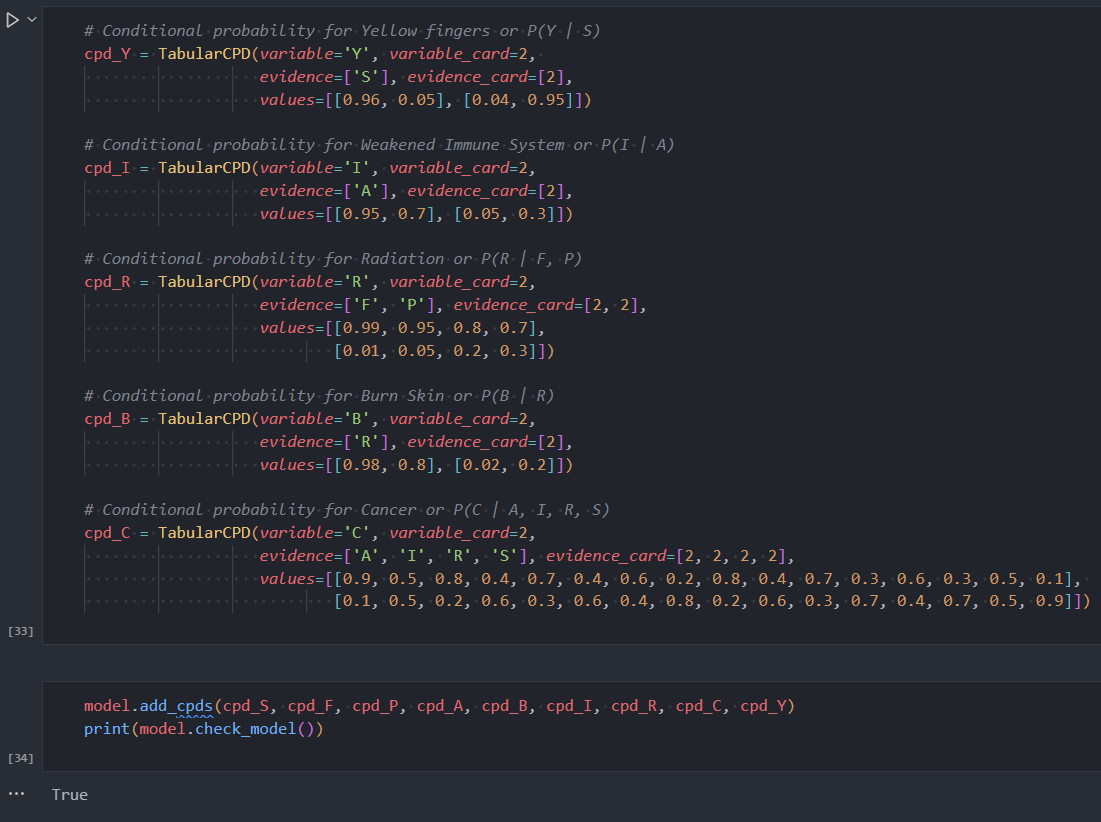 # Conditional probability for Yellow fingers or P(Y | S)
cpd_Y = TabularCPD(variable='Y', variable_card=2,
evidence=['S'], evidence_card=[2],
values=[[0.96, 0.05], [0.04, 0.95]])
# Conditional probability for Weakened Immune System or P(I | A)
cpd_I = TabularCPD(variable='I', variable_card=2,
evidence=['A'], evidence_card=[2],
values=[[0.95, 0.7], [0.05, 0.3]])
# Conditional probability for Radiation or P(R | F, P)
cpd_R = TabularCPD(variable='R', variable_card=2,
evidence=['F', 'P'], evidence_card=[2, 2],
values=[[0.99, 0.95, 0.8, 0.7],
[0.01, 0.05, 0.2, 0.3]])
# Conditional probability for Burn Skin or P(B | R)
cpd_B = TabularCPD(variable='B', variable_card=2,
evidence=['R'], evidence_card=[2],
values=[[0.98, 0.8], [0.02, 0.2]])
# Conditional probability for Cancer or P(C | A, I, R, S)
cpd_C = TabularCPD(variable='C', variable_card=2,
evidence=['A', 'I', 'R', 'S'], evidence_card=[2, 2, 2, 2],
values=[[0.9, 0.5, 0.8, 0.4, 0.7, 0.4, 0.6, 0.2, 0.8, 0.4, 0.7, 0.3, 0.6, 0.3, 0.5, 0.1],
[0.1, 0.5, 0.2, 0.6, 0.3, 0.6, 0.4, 0.8, 0.2, 0.6, 0.3, 0.7, 0.4, 0.7, 0.5, 0.9]])
[33]
model.add_cpds(cpd_S, cpd_F, cpd_P, cpd_A, cpd_B, cpd_I, cpd_R, cpd_C, cpd_Y)
print(model.check_model())
[34]
... True